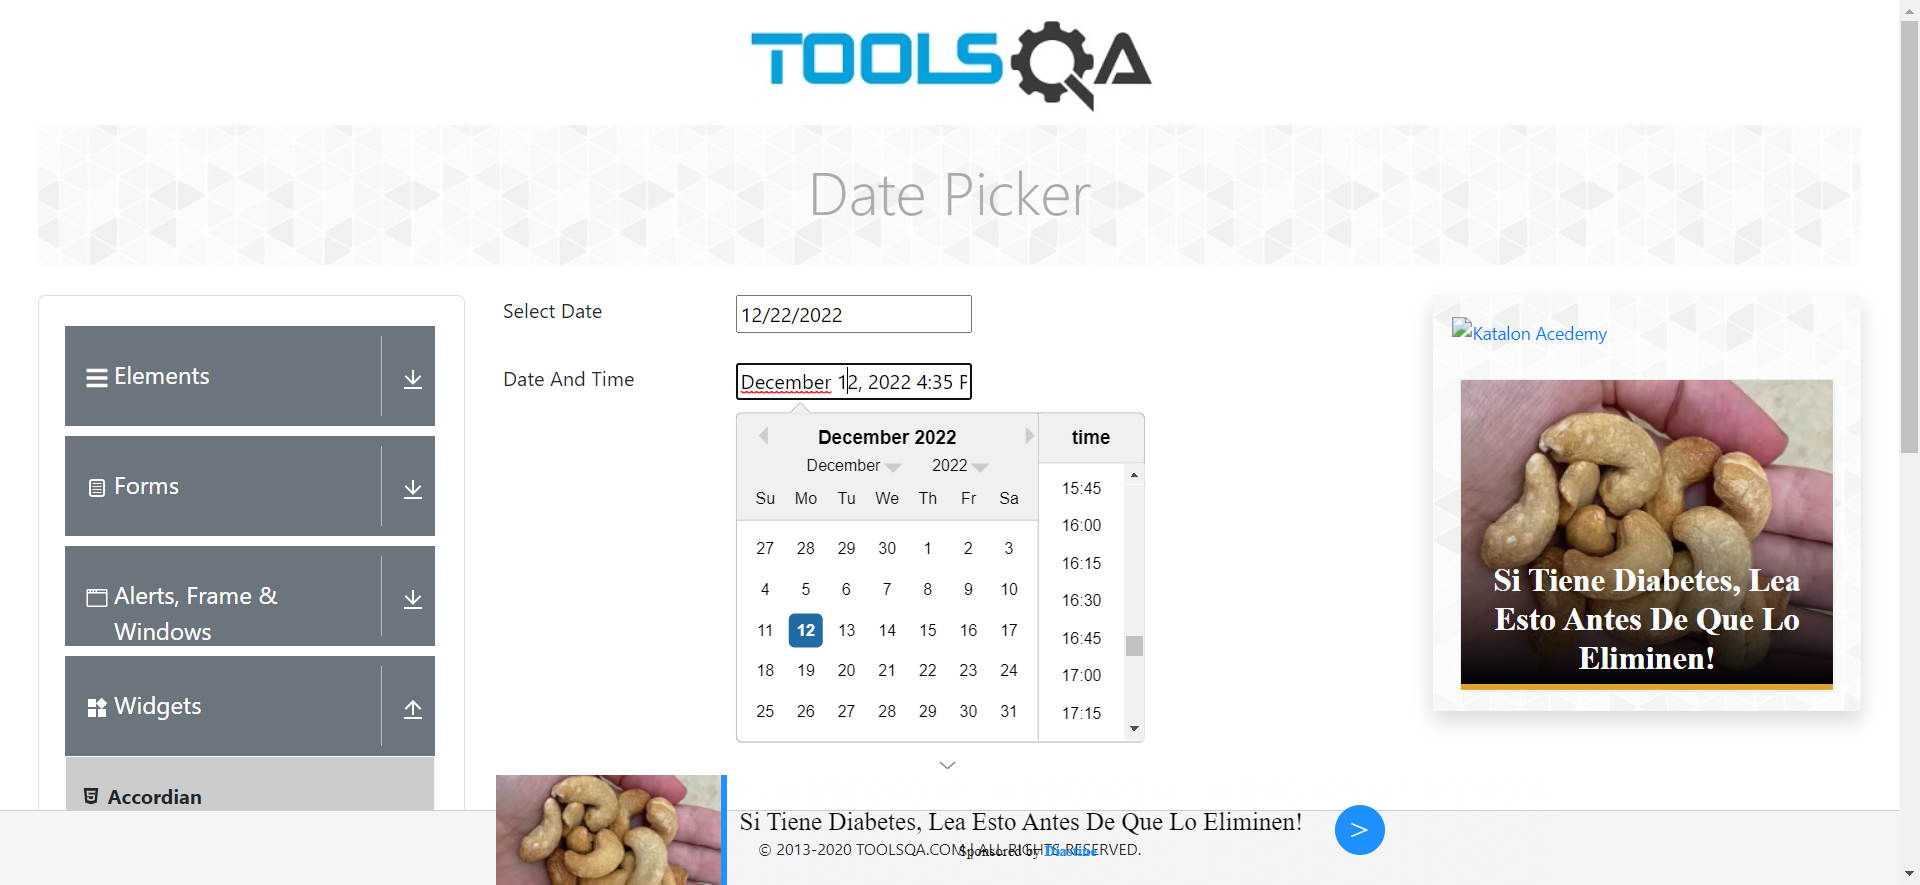 TOOLSQA
Date Picker
Elements
Forms
Alerts, Frame &
Windows
Widgets
Accordian
Select Date
12/22/2022
Date And Time
December 12, 2022 4:35 P
December 2022
December 2022
Su Mo Tu We Th Fr Sa
27 28 29 30 1 2 3
4 5 6 7 8 9 10
11 12 13 14 15 16 17
18 19 20 21 22 23 24
25 26 27 28 29 30 31
time
15:45
16:00
16:15
16:30
16:45
17:00
17:15
Katalon Acedemy
Si Tiene Diabetes, Lea
Esto Antes De Que Lo
Eliminen!
Si Tiene Diabetes, Lea Esto Antes De Que Lo Eliminen!
>
© 2013-2020 TOOLSQA.COM | ALL RIGHTS RESERVED.
Sponsored by